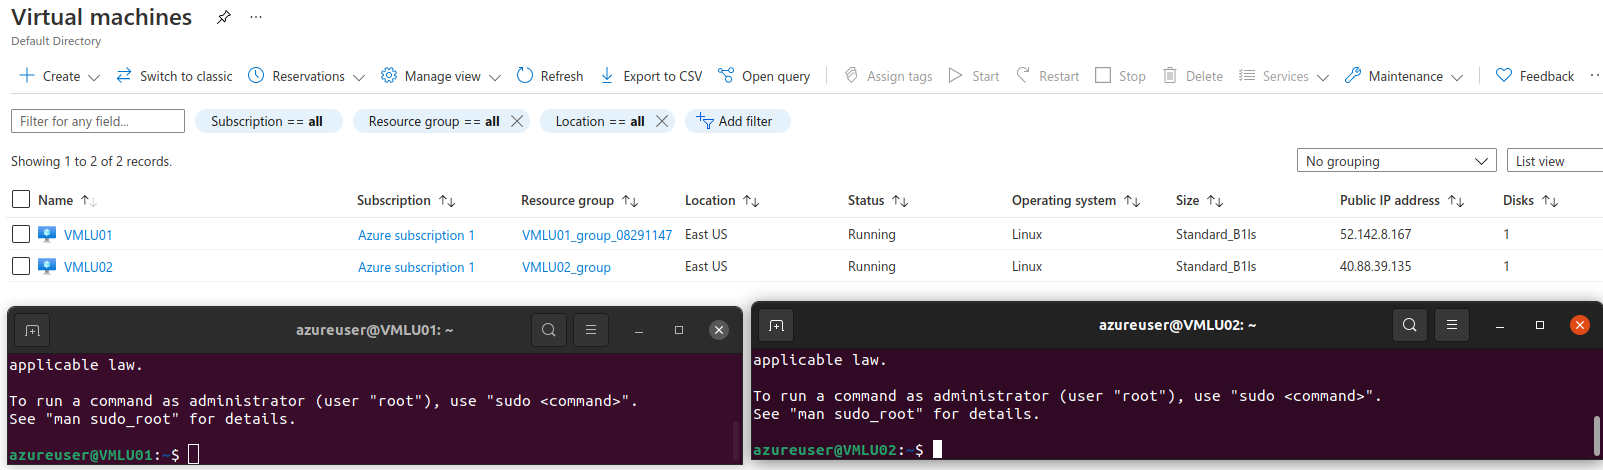 Virtual machines ...
Default Directory
Create Switch to classic Reservations Manage view Refresh Export to CSV Open query Assign tags Start Restart Stop Delete Services Maintenance Feedback
Filter for any field... Subscription == all Resource group == all Location == all Add filter
Showing 1 to 2 of 2 records. No grouping List view
Name Subscription Resource group Location Status Operating system Size Public IP address Disks
VMLU01 Azure subscription 1 VMLU01_group_08291147 East US Running Linux Standard_B1ls 52.142.8.167 1
VMLU02 Azure subscription 1 VMLU02_group East US Running Linux Standard_B1ls 40.88.39.135 1
azureuser@VMLU01: ~
applicable law.
To run a command as administrator (user "root"), use "sudo <command>".
See "man sudo_root" for details.
azureuser@VMLU01:~$
azureuser@VMLU02: ~
applicable law.
To run a command as administrator (user "root"), use "sudo <command>".
See "man sudo_root" for details.
azureuser@VMLU02:~$